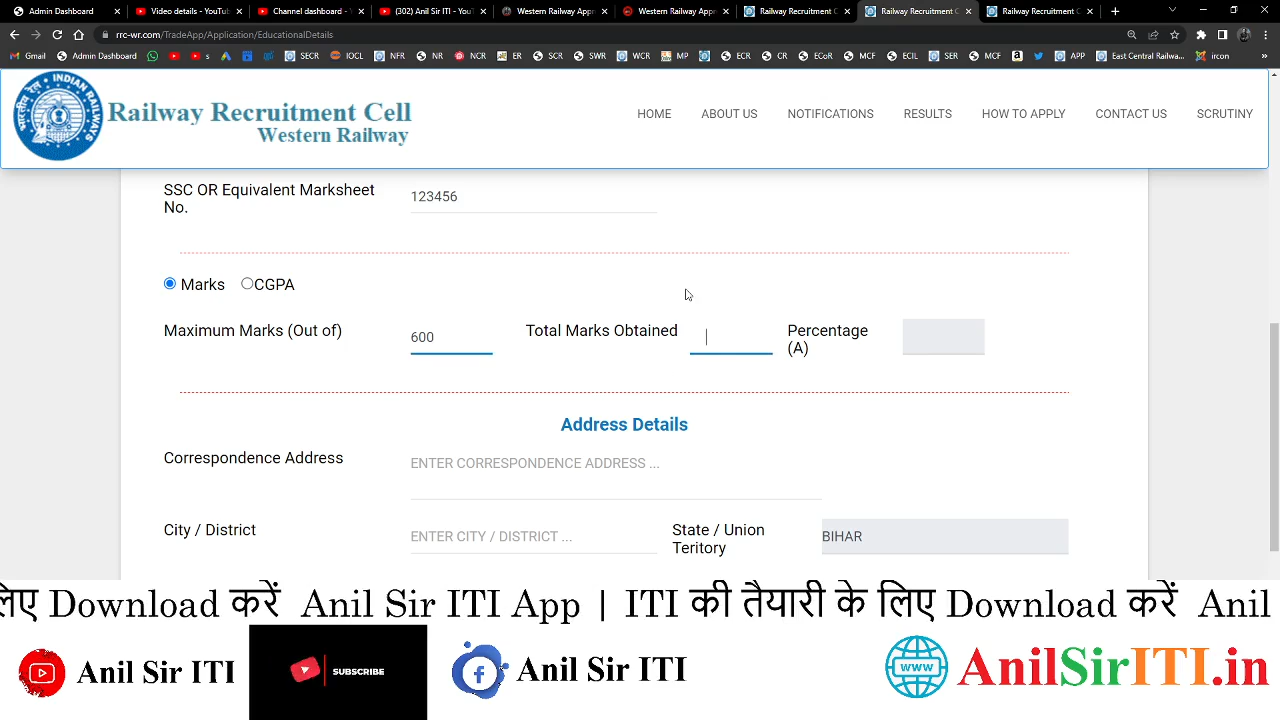 Admin Dashboard
Video details - YouTub
Channel dashboard - Y
(302) Anil Sir ITI - YouT
Western Railway Appr
Western Railway Appr
Railway Recruitment C
Railway Recruitment C
Railway Recruitment C
rrc-wr.com/TradeApp/Application/EducationalDetails
Gmail Admin Dashboard s SECR IOCL NFR NR NCR ER SCR SWR WCR MP ECR CR ECoR MCF ECIL SER MCF APP East Central Railwa... ircon »
INDIAN RAILWAYS
भारतीय रेल
Railway Recruitment Cell
Western Railway
HOME ABOUT US NOTIFICATIONS RESULTS HOW TO APPLY CONTACT US SCRUTINY
SSC OR Equivalent Marksheet No. 123456
Marks CGPA
Maximum Marks (Out of) 600 Total Marks Obtained Percentage (A)
Address Details
Correspondence Address ENTER CORRESPONDENCE ADDRESS ...
City / District ENTER CITY / DISTRICT ... State / Union Teritory BIHAR
लिए Download करें Anil Sir ITI App | ITI की तैयारी के लिए Download करें Anil
Anil Sir ITI SUBSCRIBE Anil Sir ITI www AnilSirITI.in